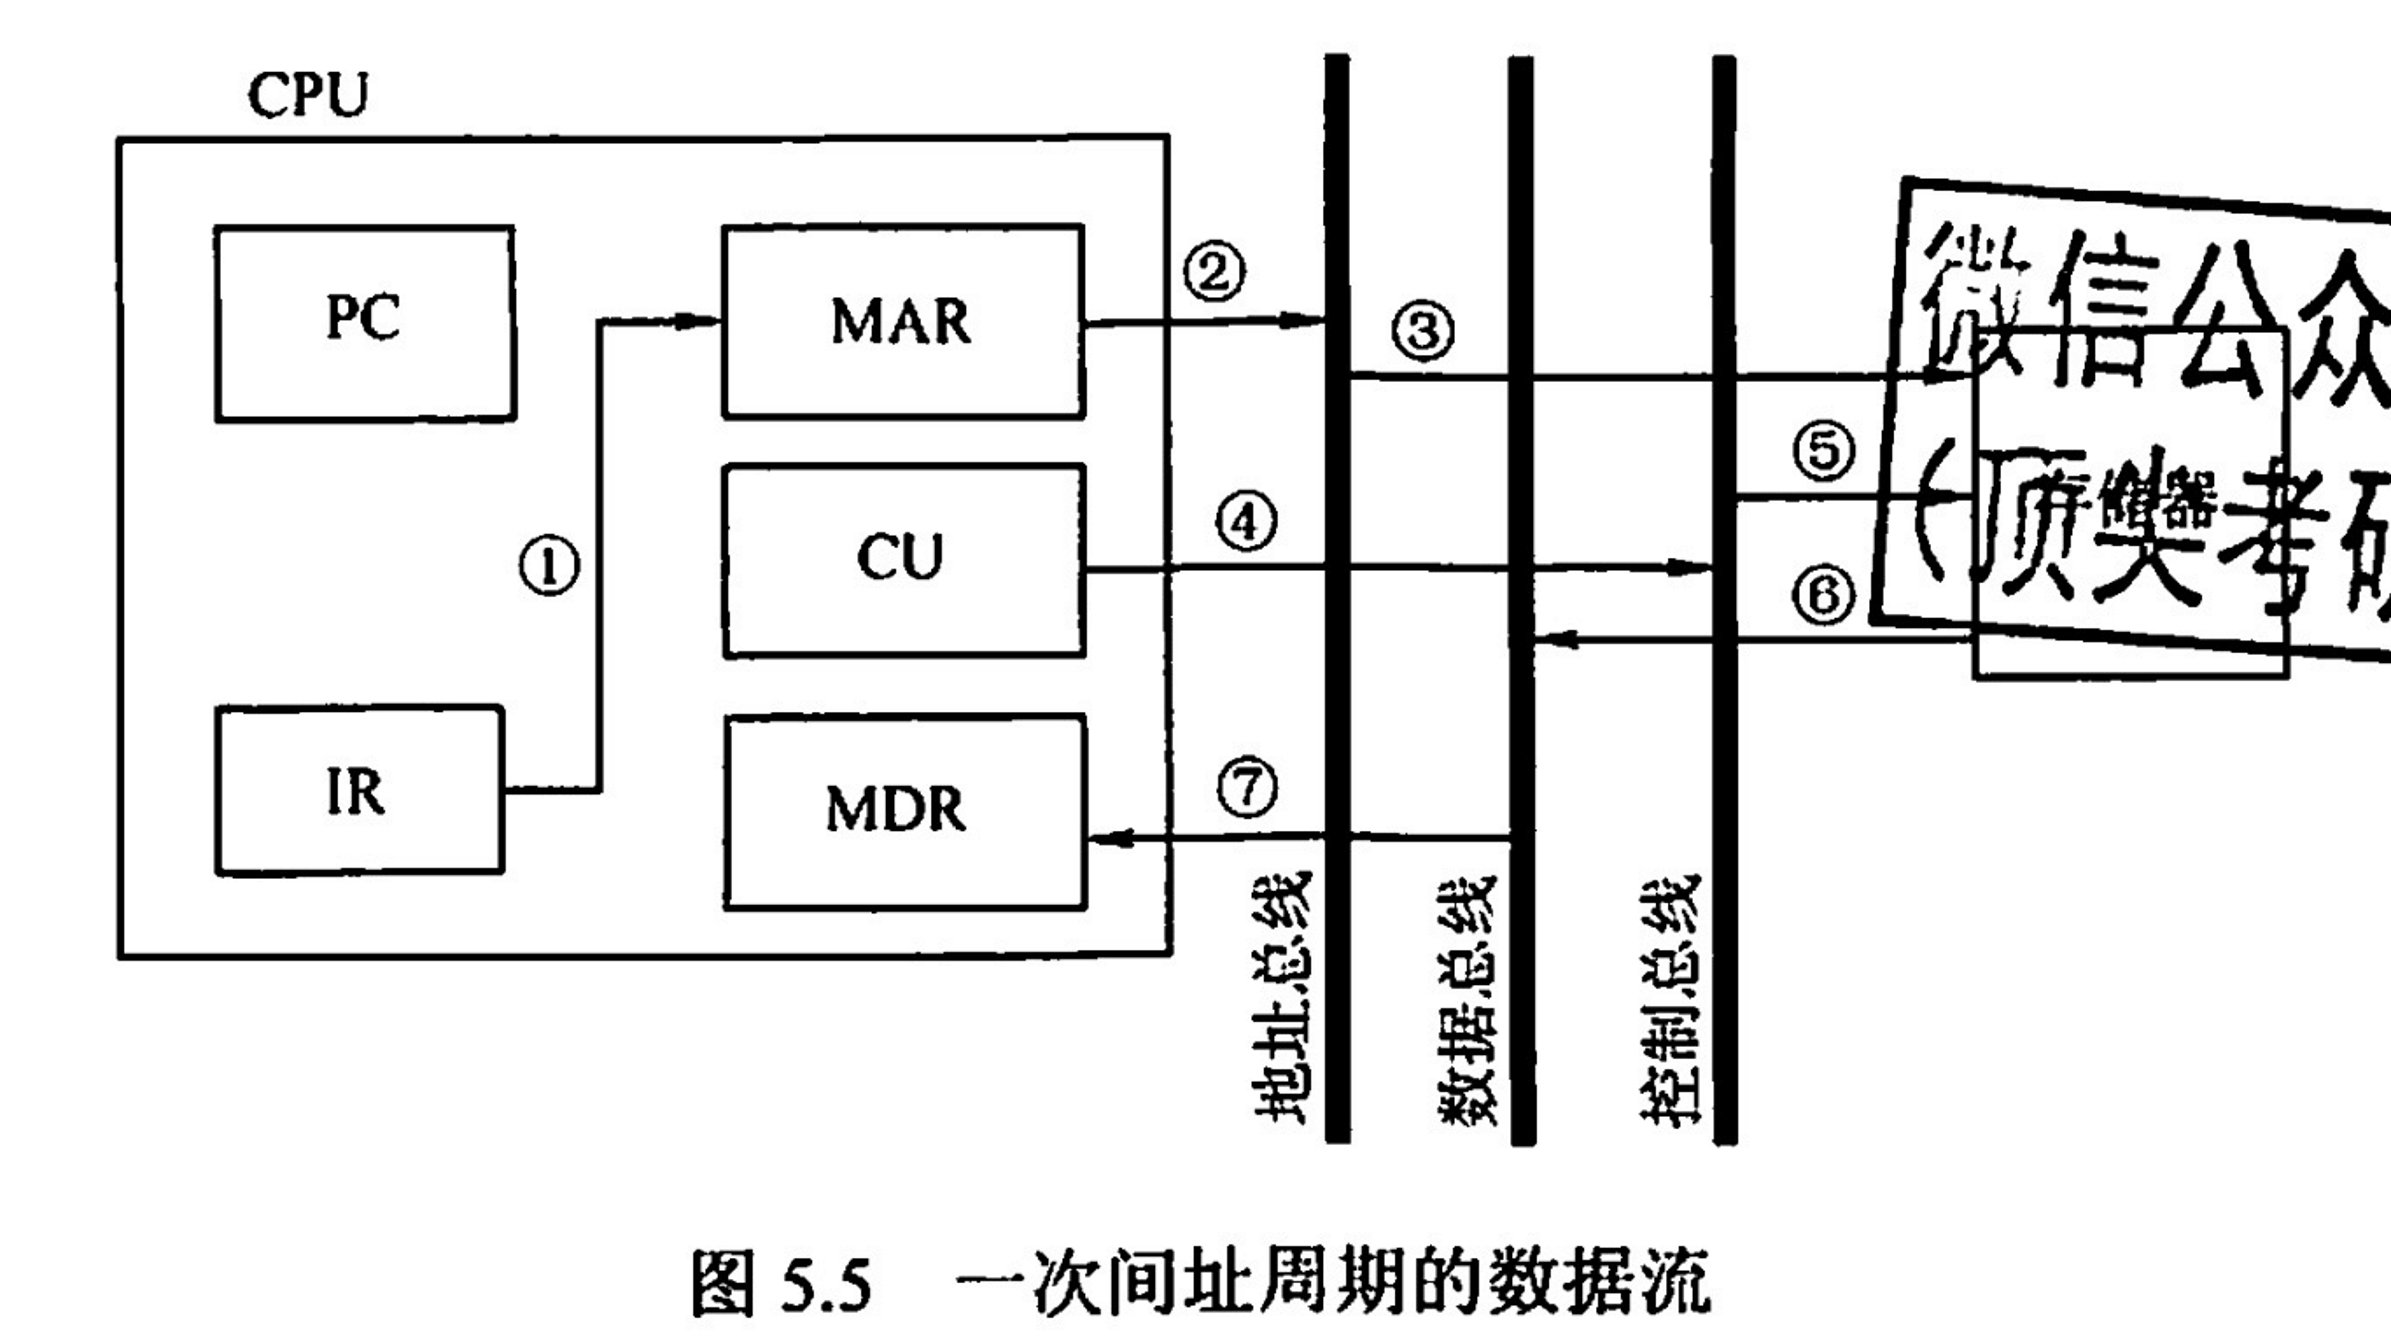 CPU
PC
MAR
②
③
微信公众
⑤
(顶尖考研
存储器
④
CU
①
⑥
IR
MDR
⑦
地址总线
数据总线
控制总线
图 5.5 一次间址周期的数据流